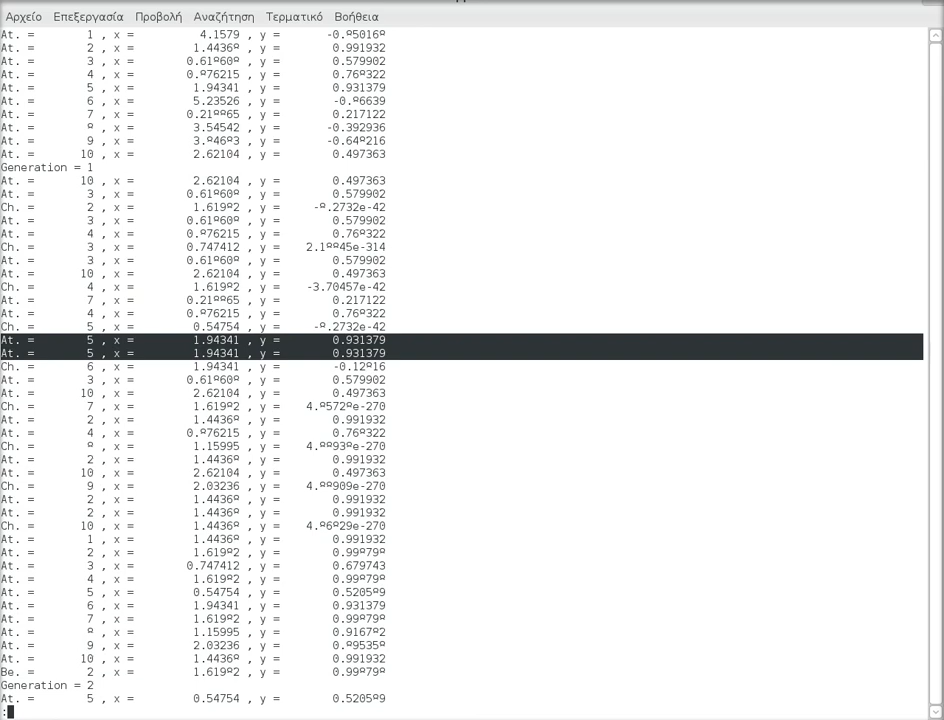 Αρχείο Επεξεργασία Προβολή Αναζήτηση Τερματικό Βοήθεια
At. = 1 , x = 4.1579 , y = -0.º5016º
At. = 2 , x = 1.4436º , y = 0.991932
At. = 3 , x = 0.61º60º , y = 0.579902
At. = 4 , x = 0.º76215 , y = 0.76º322
At. = 5 , x = 1.94341 , y = 0.931379
At. = 6 , x = 5.23526 , y = -0.º6639
At. = 7 , x = 0.21ºº65 , y = 0.217122
At. = º , x = 3.54542 , y = -0.392936
At. = 9 , x = 3.º46º3 , y = -0.64º216
At. = 10 , x = 2.62104 , y = 0.497363
Generation = 1
At. = 10 , x = 2.62104 , y = 0.497363
At. = 3 , x = 0.61º60º , y = 0.579902
Ch. = 2 , x = 1.619º2 , y = -º.2732e-42
At. = 3 , x = 0.61º60º , y = 0.579902
At. = 4 , x = 0.º76215 , y = 0.76º322
Ch. = 3 , x = 0.747412 , y = 2.1ºº45e-314
At. = 3 , x = 0.61º60º , y = 0.579902
At. = 10 , x = 2.62104 , y = 0.497363
Ch. = 4 , x = 1.619º2 , y = -3.70457e-42
At. = 7 , x = 0.21ºº65 , y = 0.217122
At. = 4 , x = 0.º76215 , y = 0.76º322
Ch. = 5 , x = 0.54754 , y = -º.2732e-42
At. = 5 , x = 1.94341 , y = 0.931379
At. = 5 , x = 1.94341 , y = 0.931379
Ch. = 6 , x = 1.94341 , y = -0.12º16
At. = 3 , x = 0.61º60º , y = 0.579902
At. = 10 , x = 2.62104 , y = 0.497363
Ch. = 7 , x = 1.619º2 , y = 4.º572ºe-270
At. = 2 , x = 1.4436º , y = 0.991932
At. = 4 , x = 0.º76215 , y = 0.76º322
Ch. = º , x = 1.15995 , y = 4.ºº93ºe-270
At. = 2 , x = 1.4436º , y = 0.991932
At. = 10 , x = 2.62104 , y = 0.497363
Ch. = 9 , x = 2.03236 , y = 4.ºº909e-270
At. = 2 , x = 1.4436º , y = 0.991932
At. = 2 , x = 1.4436º , y = 0.991932
Ch. = 10 , x = 1.4436º , y = 4.º6º29e-270
At. = 1 , x = 1.4436º , y = 0.991932
At. = 2 , x = 1.619º2 , y = 0.99º79º
At. = 3 , x = 0.747412 , y = 0.679743
At. = 4 , x = 1.619º2 , y = 0.99º79º
At. = 5 , x = 0.54754 , y = 0.5205º9
At. = 6 , x = 1.94341 , y = 0.931379
At. = 7 , x = 1.619º2 , y = 0.99º79º
At. = º , x = 1.15995 , y = 0.9167º2
At. = 9 , x = 2.03236 , y = 0.º9535º
At. = 10 , x = 1.4436º , y = 0.991932
Be. = 2 , x = 1.619º2 , y = 0.99º79º
Generation = 2
At. = 5 , x = 0.54754 , y = 0.5205º9
: